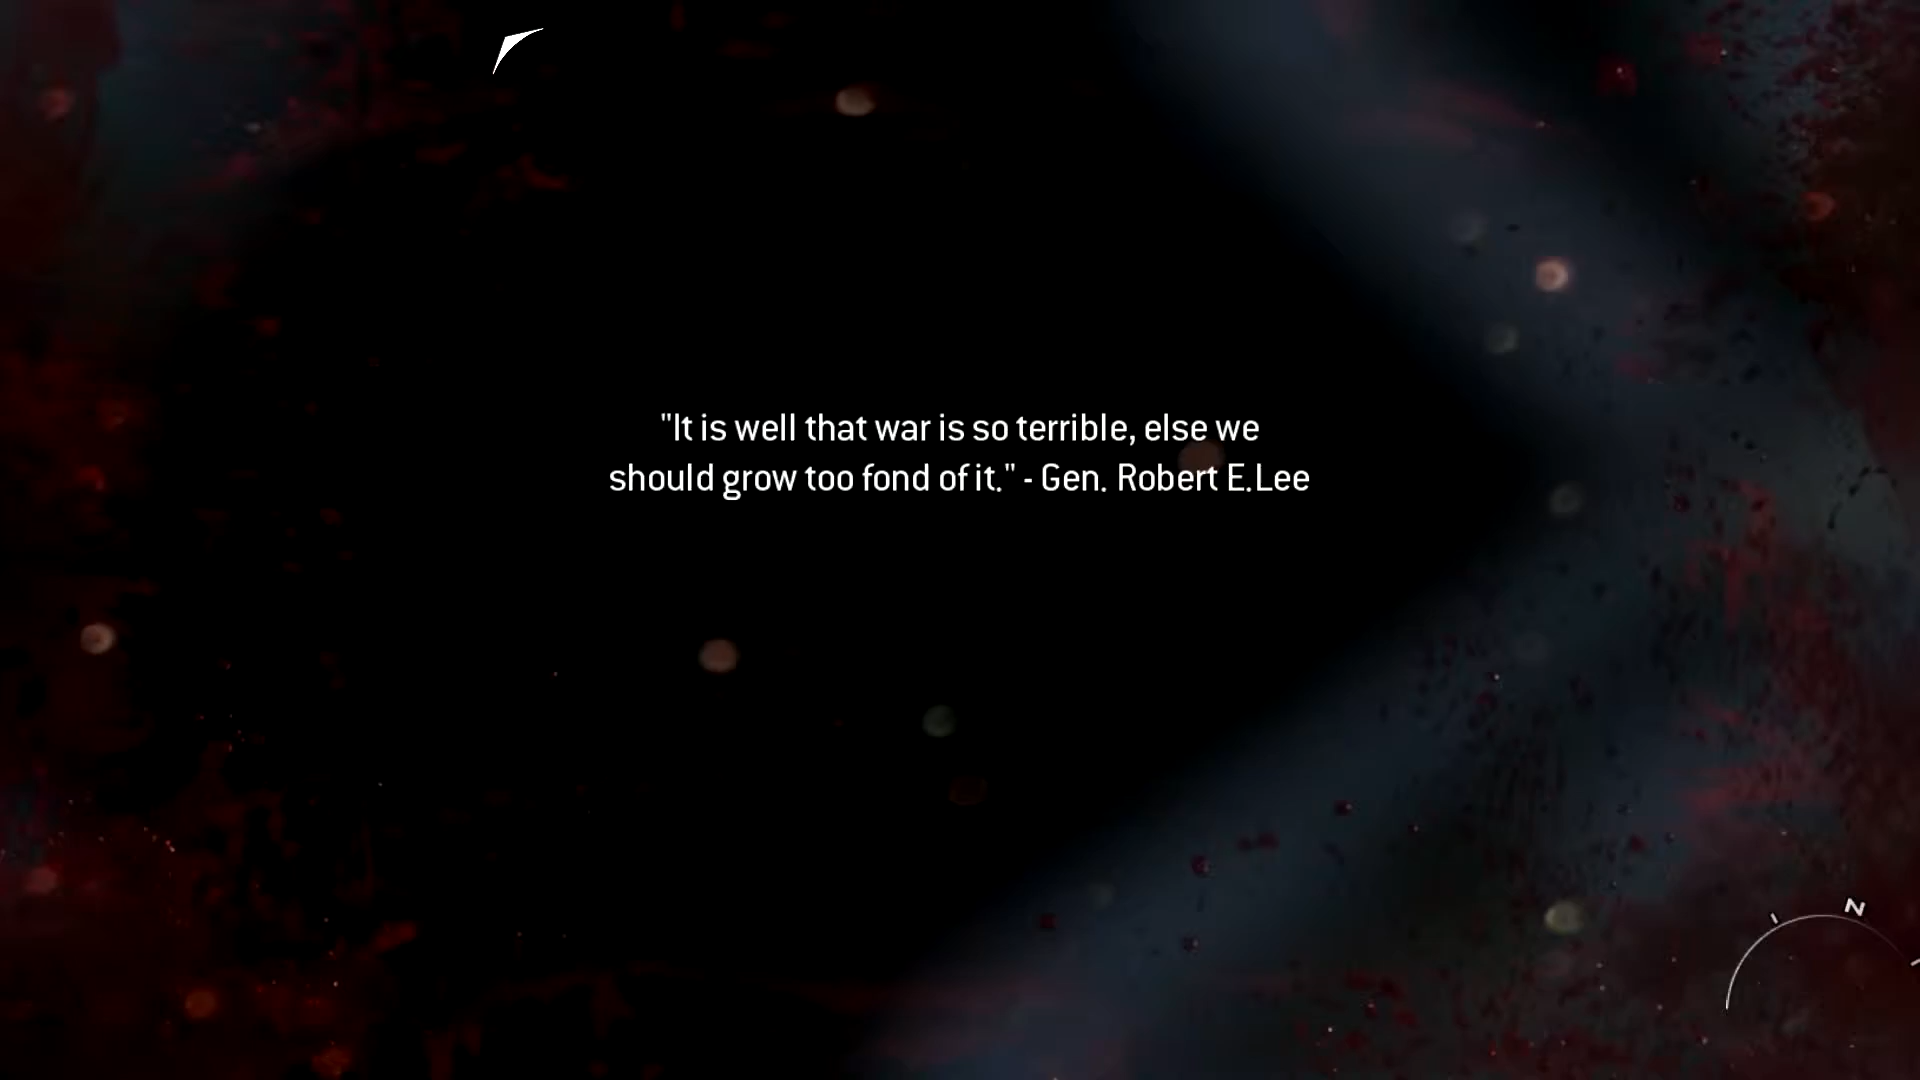 "It is well that war is so terrible, else we
should grow too fond of it." - Gen. Robert E.Lee
N